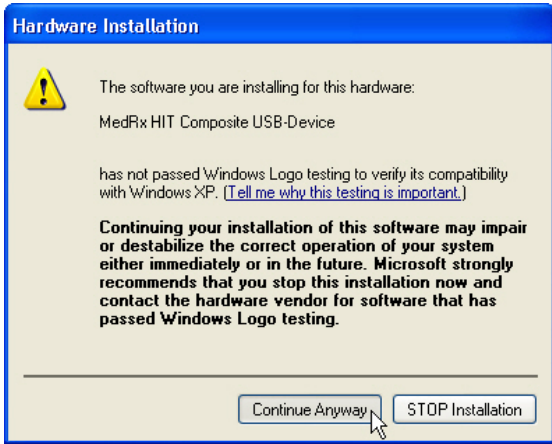 Hardware Installation
The software you are installing for this hardware:
MedRx HIT Composite USB-Device
has not passed Windows Logo testing to verify its compatibility
with Windows XP. (Tell me why this testing is important.)
Continuing your installation of this software may impair
or destabilize the correct operation of your system
either immediately or in the future. Microsoft strongly
recommends that you stop this installation now and
contact the hardware vendor for software that has
passed Windows Logo testing.
Continue Anyway
STOP Installation